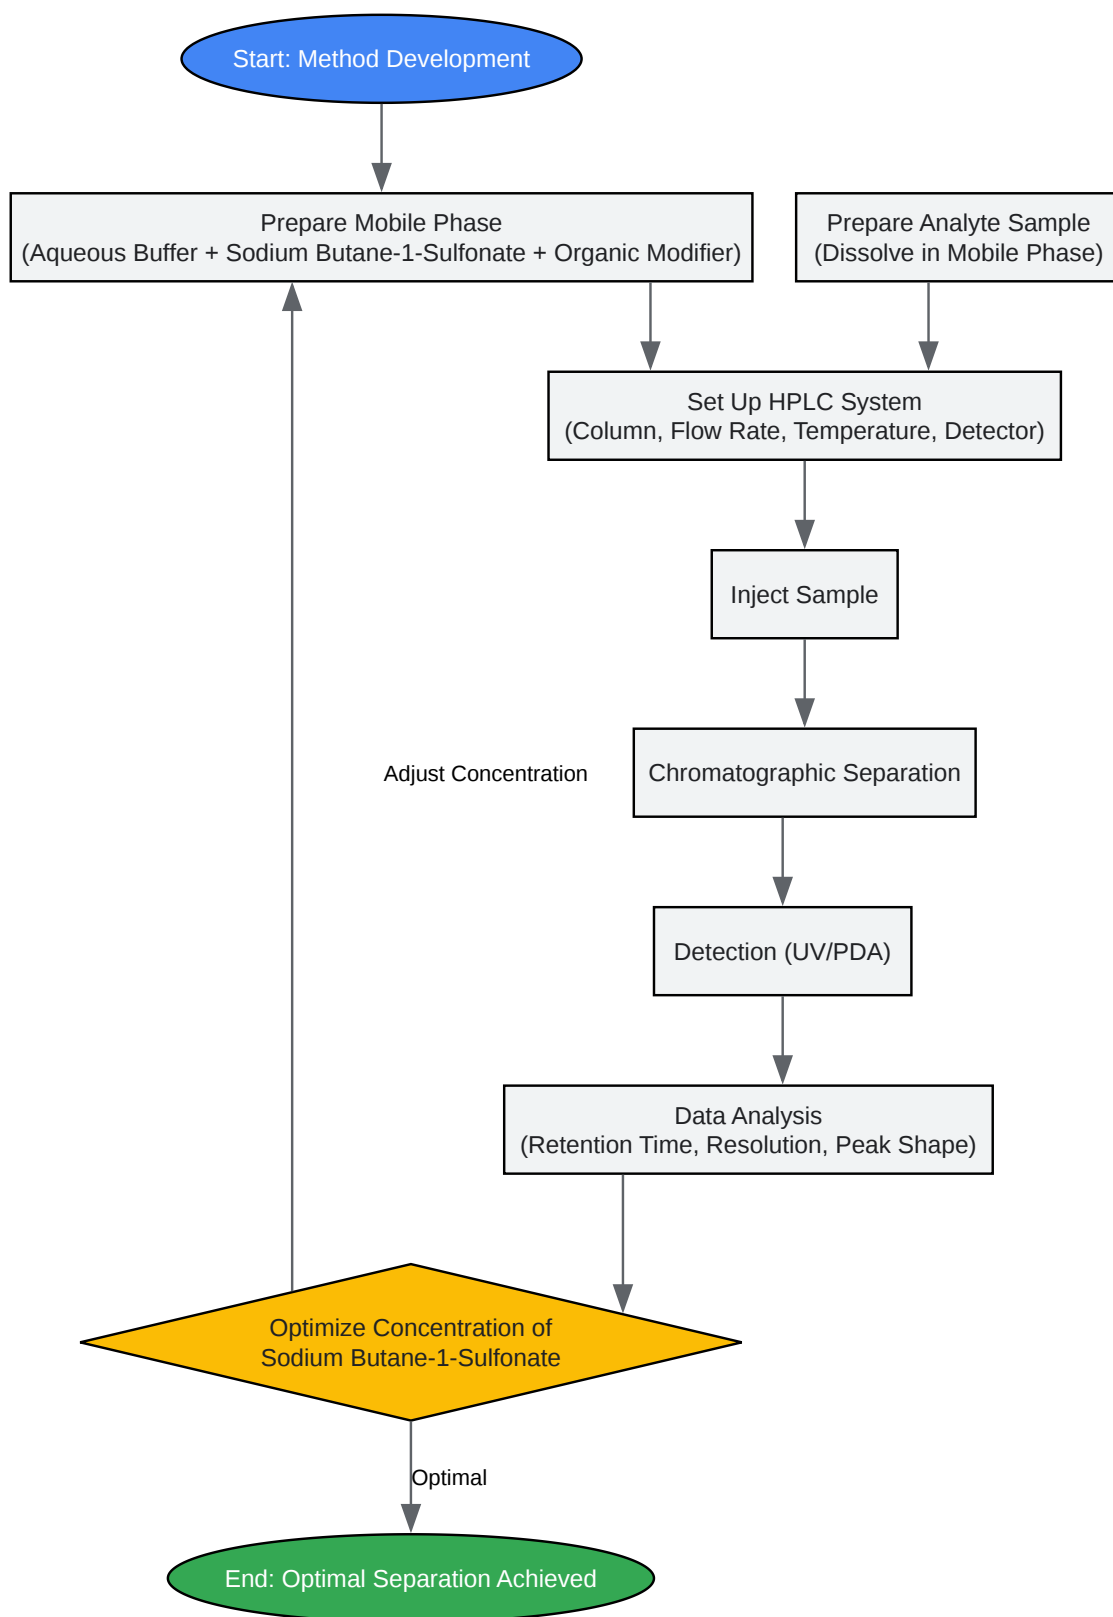 Start: Method Development
Prepare Mobile Phase
(Aqueous Buffer + Sodium Butane-1-Sulfonate + Organic Modifier)
Prepare Analyte Sample
(Dissolve in Mobile Phase)
Set Up HPLC System
(Column, Flow Rate, Temperature, Detector)
Inject Sample
Adjust Concentration
Chromatographic Separation
Detection (UV/PDA)
Data Analysis
(Retention Time, Resolution, Peak Shape)
Optimize Concentration of
Sodium Butane-1-Sulfonate
Optimal
End: Optimal Separation Achieved